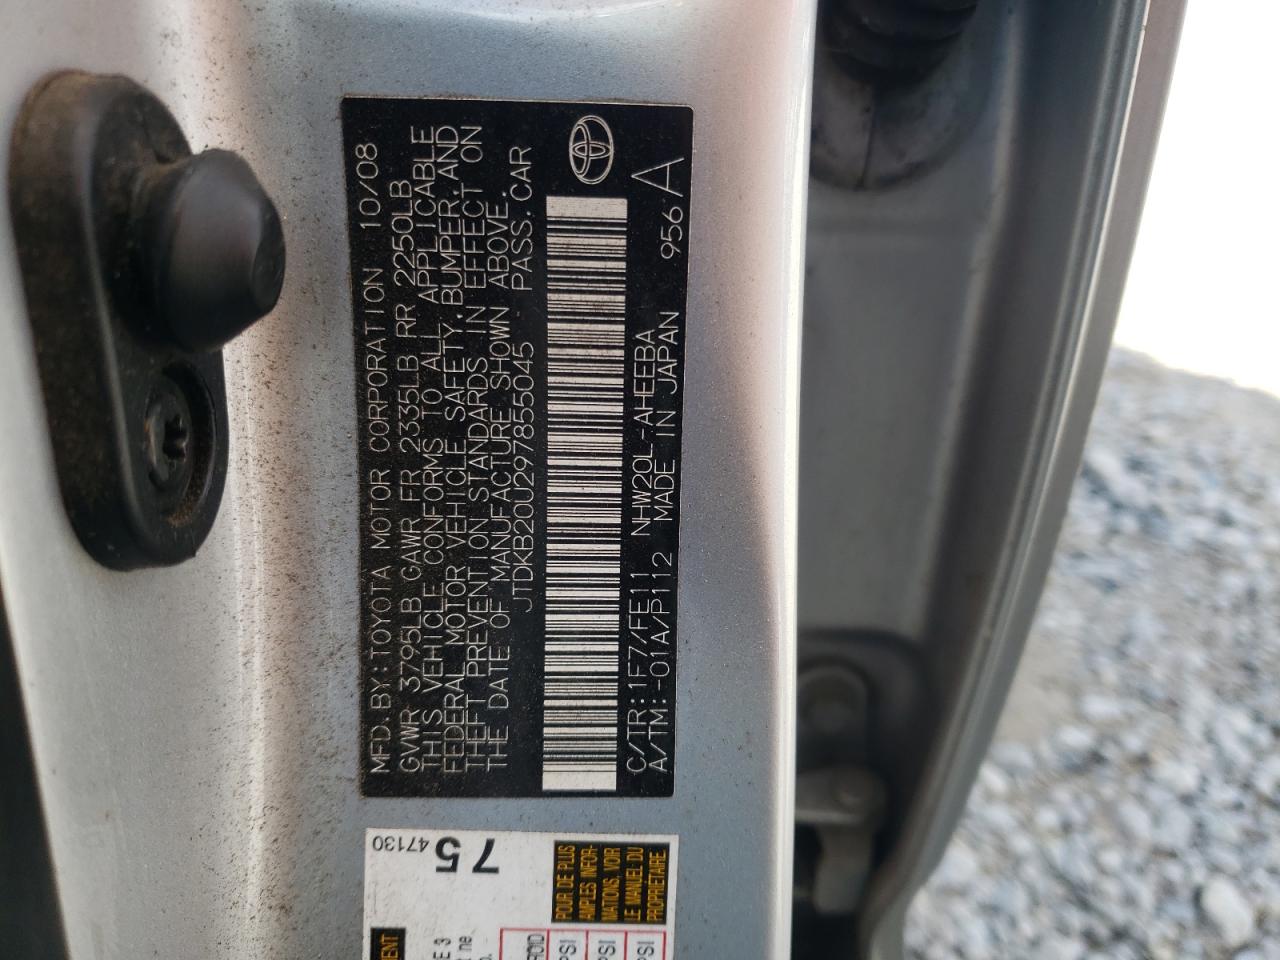 MFD.BY:TOYOTA MOTOR CORPORATION 10/08
GVWR 3795LB GAWR FR 2335LB RR 2250LB
THIS VEHICLE CONFORMS TO ALL APPLICABLE
FEDERAL MOTOR VEHICLE SAFETY,BUMPER,AND
THEFT PREVENTION STANDARDS IN EFFECT ON
THE DATE OF MANUFACTURE SHOWN ABOVE.
JTDKB20U297855045 PASS.CAR
C/TR:1F7/FE11 NHW20L-AHEEBA
A/TM:-01A/P112 MADE IN JAPAN 956 A
75
47130
POUR DE PLUS
AMPLES INFOR-
MATIONS, VOIR
LE MANUEL DU
PROPRIÉTAIRE
E 3
PSI
PSI
PSI